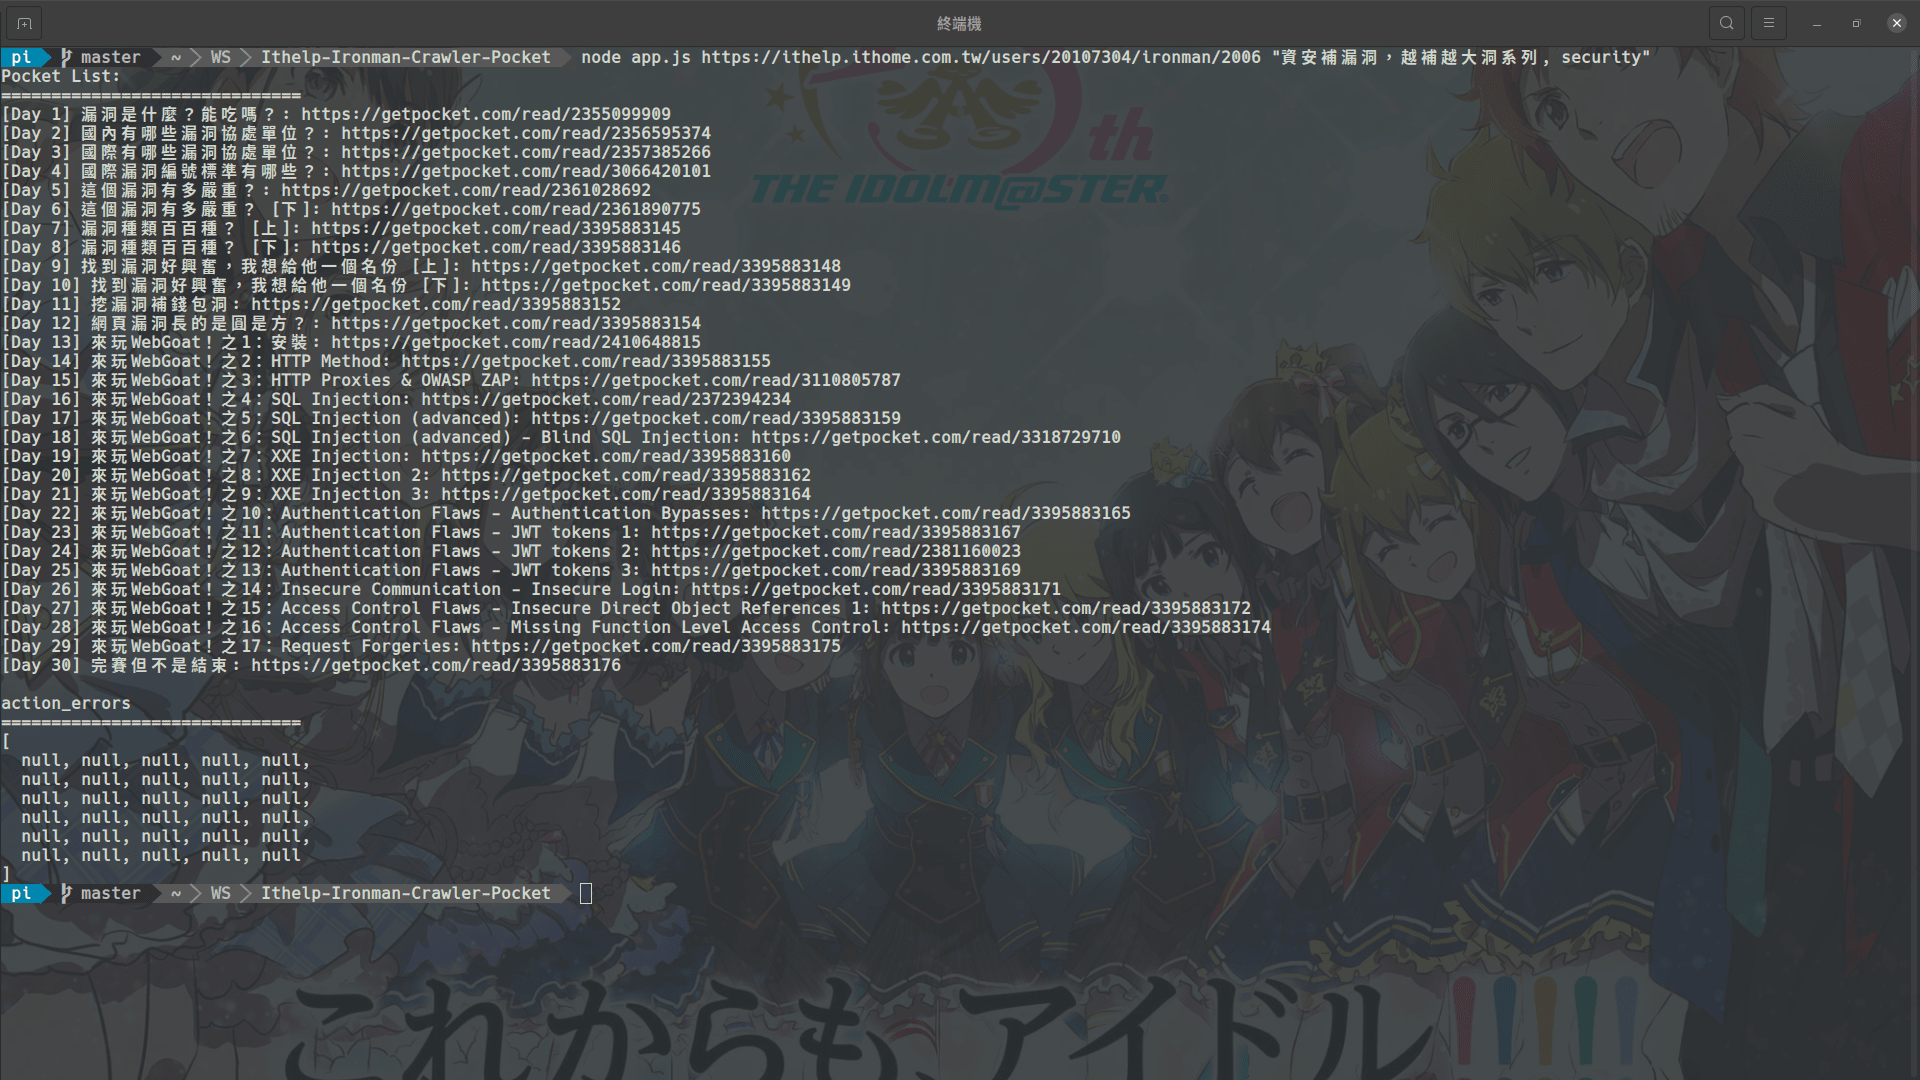 終端機
pi master ~ WS Ithelp-Ironman-Crawler-Pocket node app.js https://ithelp.ithome.com.tw/users/20107304/ironman/2006 "資安補漏洞，越補越大洞系列, security"
Pocket List:
==============================
[Day 1] 漏洞是什麼？能吃嗎？: https://getpocket.com/read/2355099909
[Day 2] 國內有哪些漏洞協處單位？: https://getpocket.com/read/2356595374
[Day 3] 國際有哪些漏洞協處單位？: https://getpocket.com/read/2357385266
[Day 4] 國際漏洞編號標準有哪些？: https://getpocket.com/read/3066420101
[Day 5] 這個漏洞有多嚴重？: https://getpocket.com/read/2361028692
[Day 6] 這個漏洞有多嚴重？ [下]: https://getpocket.com/read/2361890775
[Day 7] 漏洞種類百百種？ [上]: https://getpocket.com/read/3395883145
[Day 8] 漏洞種類百百種？ [下]: https://getpocket.com/read/3395883146
[Day 9] 找到漏洞好興奮，我想給他一個名份 [上]: https://getpocket.com/read/3395883148
[Day 10] 找到漏洞好興奮，我想給他一個名份 [下]: https://getpocket.com/read/3395883149
[Day 11] 挖漏洞補錢包洞: https://getpocket.com/read/3395883152
[Day 12] 網頁漏洞長的是圓是方？: https://getpocket.com/read/3395883154
[Day 13] 來玩WebGoat！之1：安裝: https://getpocket.com/read/2410648815
[Day 14] 來玩WebGoat！之2：HTTP Method: https://getpocket.com/read/3395883155
[Day 15] 來玩WebGoat！之3：HTTP Proxies & OWASP ZAP: https://getpocket.com/read/3110805787
[Day 16] 來玩WebGoat！之4：SQL Injection: https://getpocket.com/read/2372394234
[Day 17] 來玩WebGoat！之5：SQL Injection (advanced): https://getpocket.com/read/3395883159
[Day 18] 來玩WebGoat！之6：SQL Injection (advanced) - Blind SQL Injection: https://getpocket.com/read/3318729710
[Day 19] 來玩WebGoat！之7：XXE Injection: https://getpocket.com/read/3395883160
[Day 20] 來玩WebGoat！之8：XXE Injection 2: https://getpocket.com/read/3395883162
[Day 21] 來玩WebGoat！之9：XXE Injection 3: https://getpocket.com/read/3395883164
[Day 22] 來玩WebGoat！之10：Authentication Flaws - Authentication Bypasses: https://getpocket.com/read/3395883165
[Day 23] 來玩WebGoat！之11：Authentication Flaws - JWT tokens 1: https://getpocket.com/read/3395883167
[Day 24] 來玩WebGoat！之12：Authentication Flaws - JWT tokens 2: https://getpocket.com/read/2381160023
[Day 25] 來玩WebGoat！之13：Authentication Flaws - JWT tokens 3: https://getpocket.com/read/3395883169
[Day 26] 來玩WebGoat！之14：Insecure Communication - Insecure Login: https://getpocket.com/read/3395883171
[Day 27] 來玩WebGoat！之15：Access Control Flaws - Insecure Direct Object References 1: https://getpocket.com/read/3395883172
[Day 28] 來玩WebGoat！之16：Access Control Flaws - Missing Function Level Access Control: https://getpocket.com/read/3395883174
[Day 29] 來玩WebGoat！之17：Request Forgeries: https://getpocket.com/read/3395883175
[Day 30] 完賽但不是結束: https://getpocket.com/read/3395883176
action_errors
==============================
[
null, null, null, null, null,
null, null, null, null, null,
null, null, null, null, null,
null, null, null, null, null,
null, null, null, null, null,
null, null, null, null, null
]
pi master ~ WS Ithelp-Ironman-Crawler-Pocket
th
THE IDOLM@STER
これからも、アイドル!!!!!